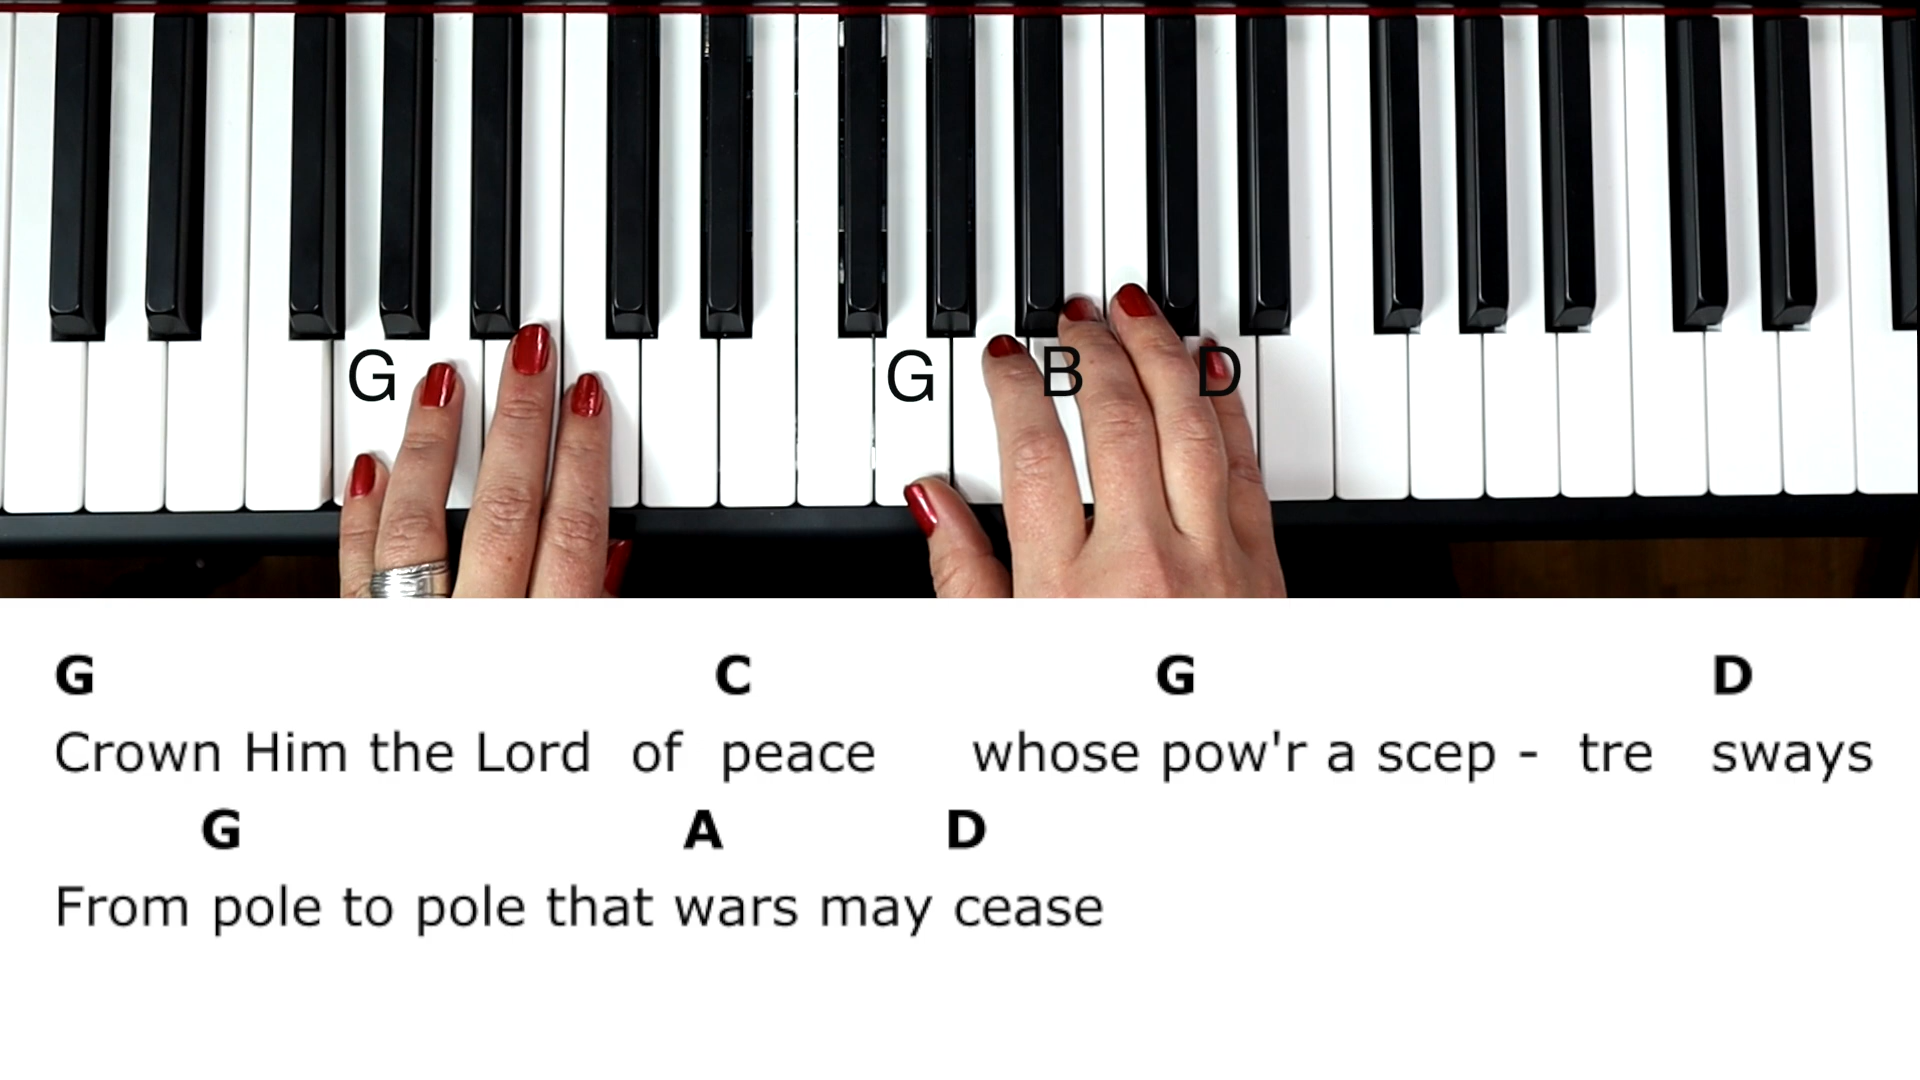 G G B D
G C G D
Crown Him the Lord of peace whose pow'r a scep - tre sways
G A D
From pole to pole that wars may cease